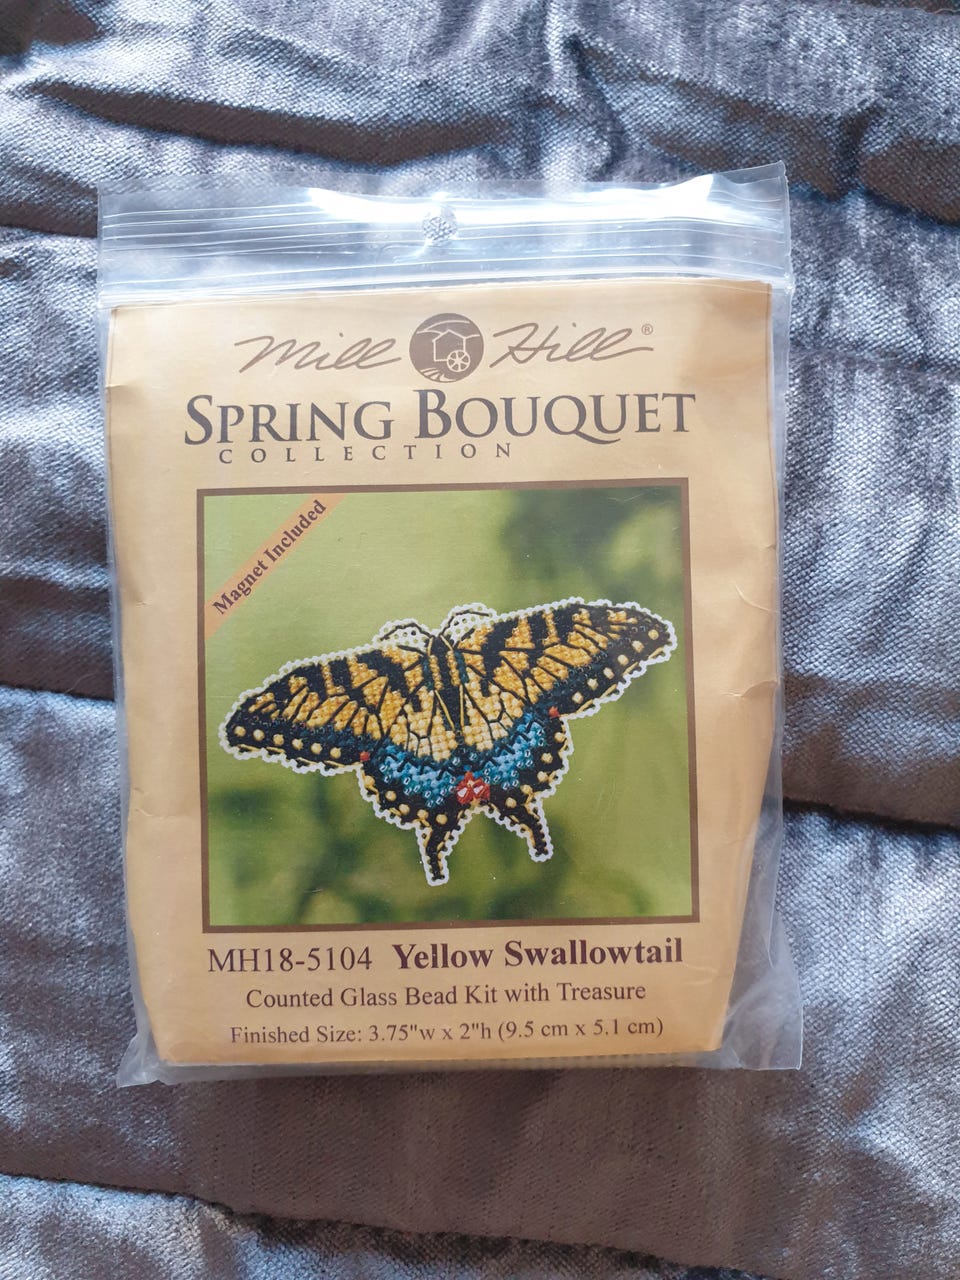 Mill Hill®
SPRING BOUQUET
COLLECTION
Magnet Included
MH18-5104 Yellow Swallowtail
Counted Glass Bead Kit with Treasure
Finished Size: 3.75"w x 2"h (9.5 cm x 5.1 cm)